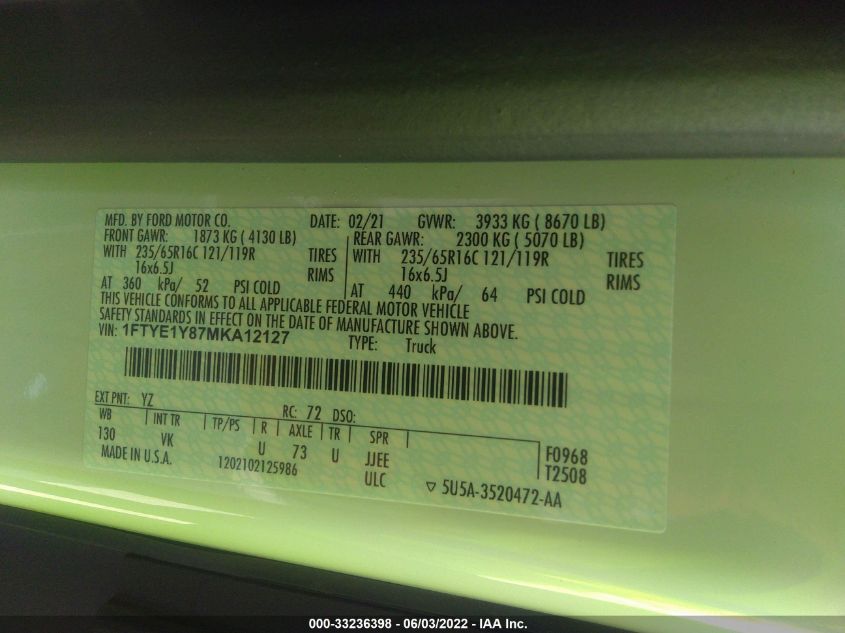 MFD. BY FORD MOTOR CO. DATE: 02/21 GVWR: 3933 KG ( 8670 LB)
FRONT GAWR: 1873 KG ( 4130 LB) REAR GAWR: 2300 KG ( 5070 LB)
WITH 235/65R16C 121/119R TIRES WITH 235/65R16C 121/119R TIRES
16x6.5J RIMS 16x6.5J RIMS
AT 360 kPa/ 52 PSI COLD AT 440 kPa/ 64 PSI COLD
THIS VEHICLE CONFORMS TO ALL APPLICABLE FEDERAL MOTOR VEHICLE
SAFETY STANDARDS IN EFFECT ON THE DATE OF MANUFACTURE SHOWN ABOVE.
VIN: 1FTYE1Y87MKA12127 TYPE: Truck
EXT PNT: YZ RC: 72 DSO:
WB INT TR TP/PS R AXLE TR SPR
130 VK U 73 U JJEE F0968
MADE IN U.S.A. 1202102125986 ULC T2508
▽ 5U5A-3520472-AA
000-33236398 - 06/03/2022 - IAA Inc.